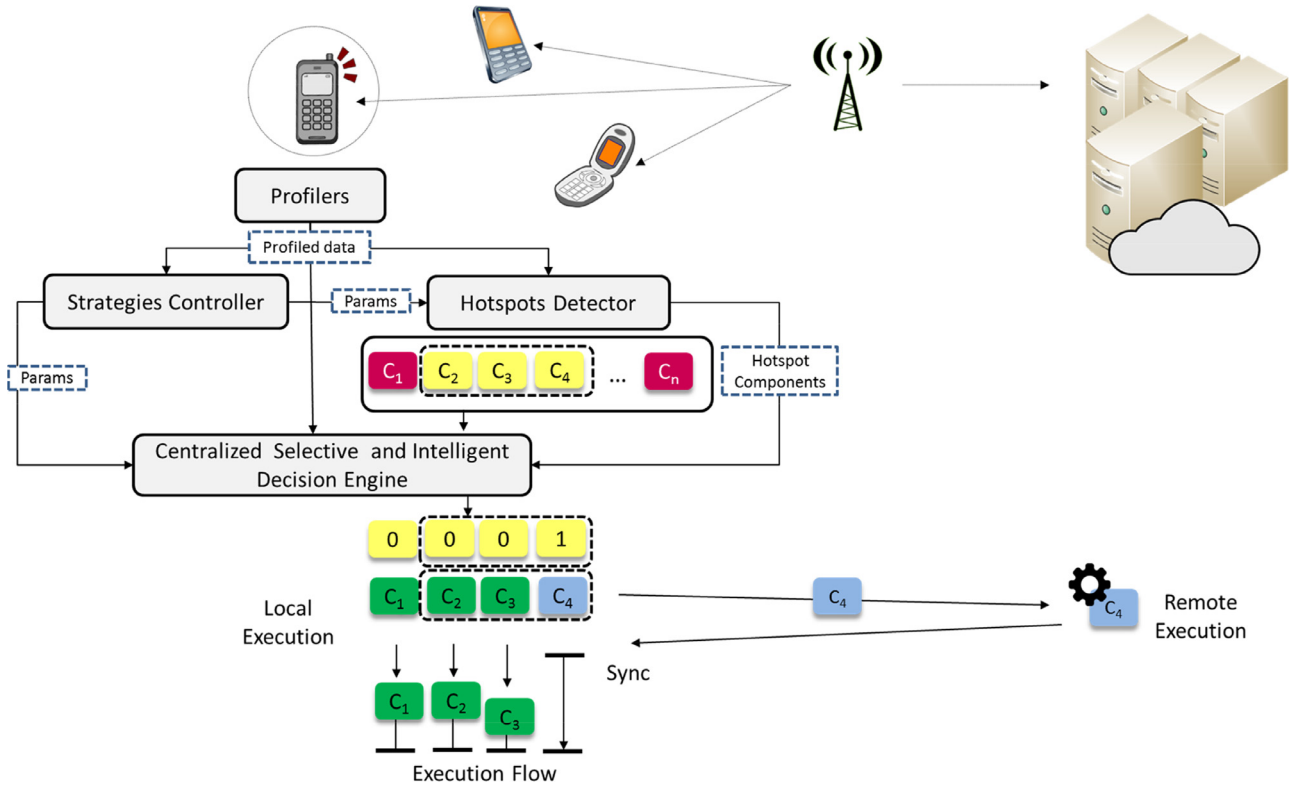 Profilers
Profiled data
Strategies Controller
Params
Hotspots Detector
Params
C1 C2 C3 C4 ... Cn
Hotspot
Components
Centralized Selective and Intelligent
Decision Engine
0 0 0 1
C1 C2 C3 C4
Local
Execution
C4
C4
Remote
Execution
Sync
C1 C2 C3
Execution Flow